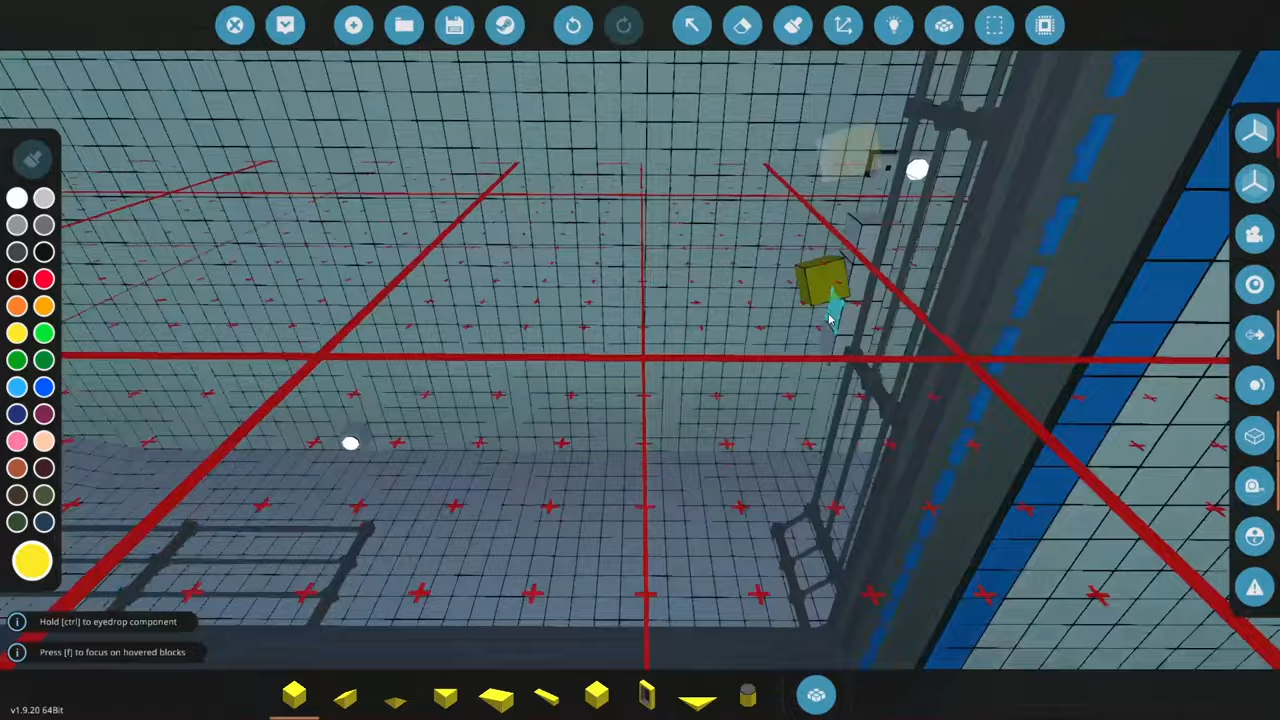 Hold [ctrl] to eyedrop component
Press [f] to focus on hovered blocks
v1.9.20 64Bit